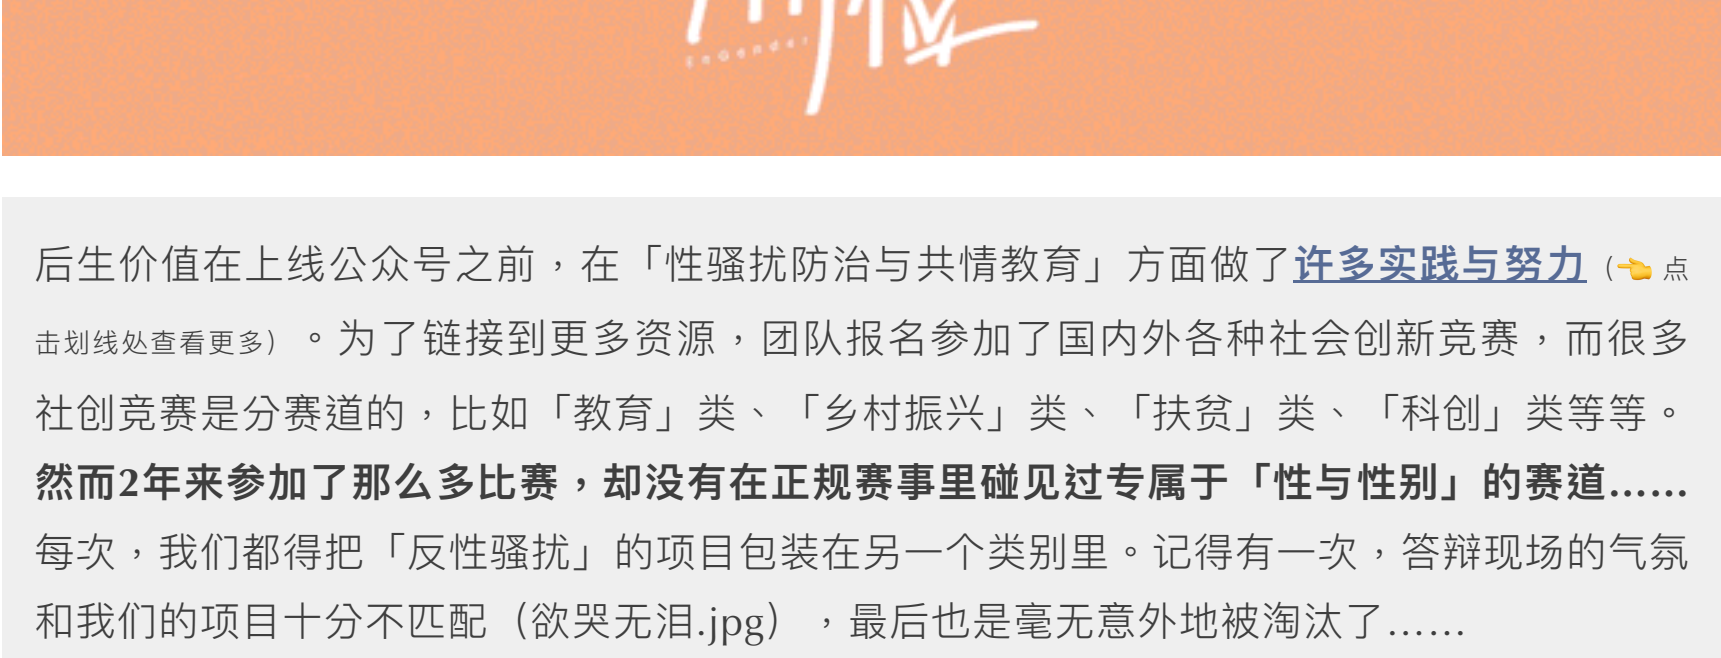 后生价值在上线公众号之前，在「性骚扰防治与共情教育」方面做了许多实践与努力（👈 点
击划线处查看更多）。为了链接到更多资源，团队报名参加了国内外各种社会创新竞赛，而很多
社创竞赛是分赛道的，比如「教育」类、「乡村振兴」类、「扶贫」类、「科创」类等等。
然而2年来参加了那么多比赛，却没有在正规赛事里碰见过专属于「性与性别」的赛道……
每次，我们都得把「反性骚扰」的项目包装在另一个类别里。记得有一次，答辩现场的气氛
和我们的项目十分不匹配（欲哭无泪.jpg），最后也是毫无意外地被淘汰了……